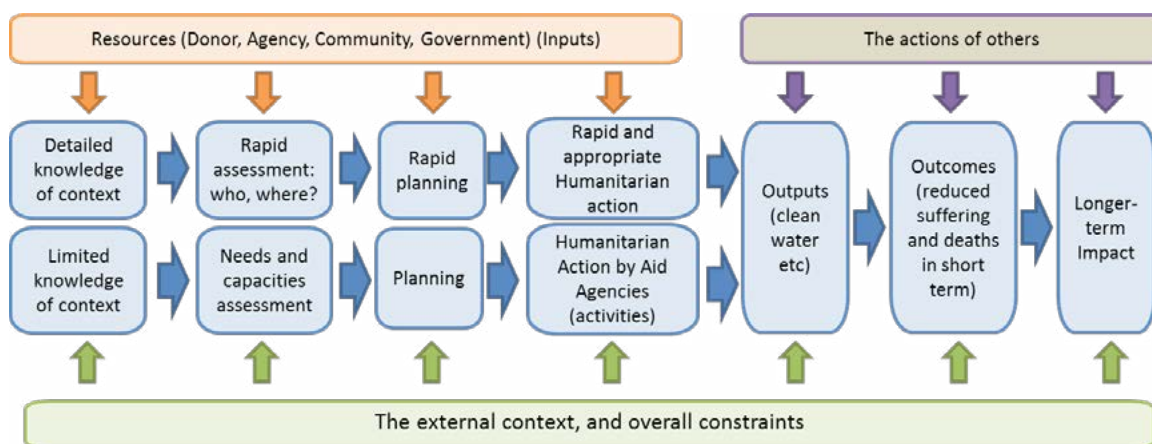 Resources (Donor, Agency, Community, Government) (Inputs)
The actions of others
Detailed
knowledge
of context
Rapid
assessment:
who, where?
Rapid
planning
Rapid and
appropriate
Humanitarian
action
Limited
knowledge
of context
Needs and
capacities
assessment
Planning
Humanitarian
Action by Aid
Agencies
(activities)
Outputs
(clean
water
etc)
Outcomes
(reduced
suffering
and deaths
in short
term)
Longer-
term
Impact
The external context, and overall constraints